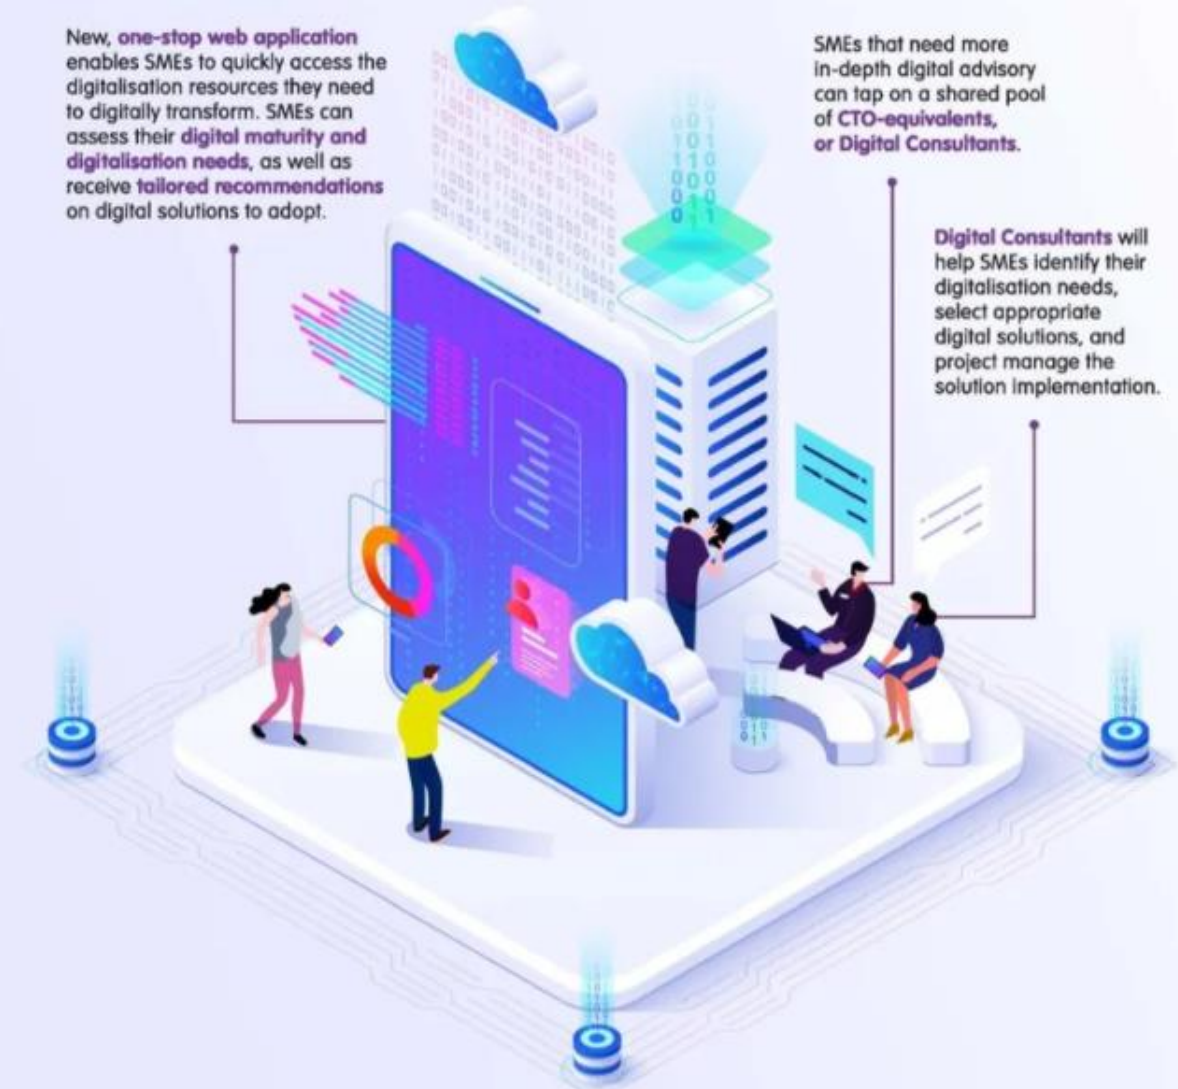 New, one-stop web application
enables SMEs to quickly access the
digitalisation resources they need
to digitally transform. SMEs can
assess their digital maturity and
digitalisation needs, as well as
receive tailored recommendations
on digital solutions to adopt.
SMEs that need more
in-depth digital advisory
can tap on a shared pool
of CTO-equivalents,
or Digital Consultants.
Digital Consultants will
help SMEs identify their
digitalisation needs,
select appropriate
digital solutions, and
project manage the
solution implementation.